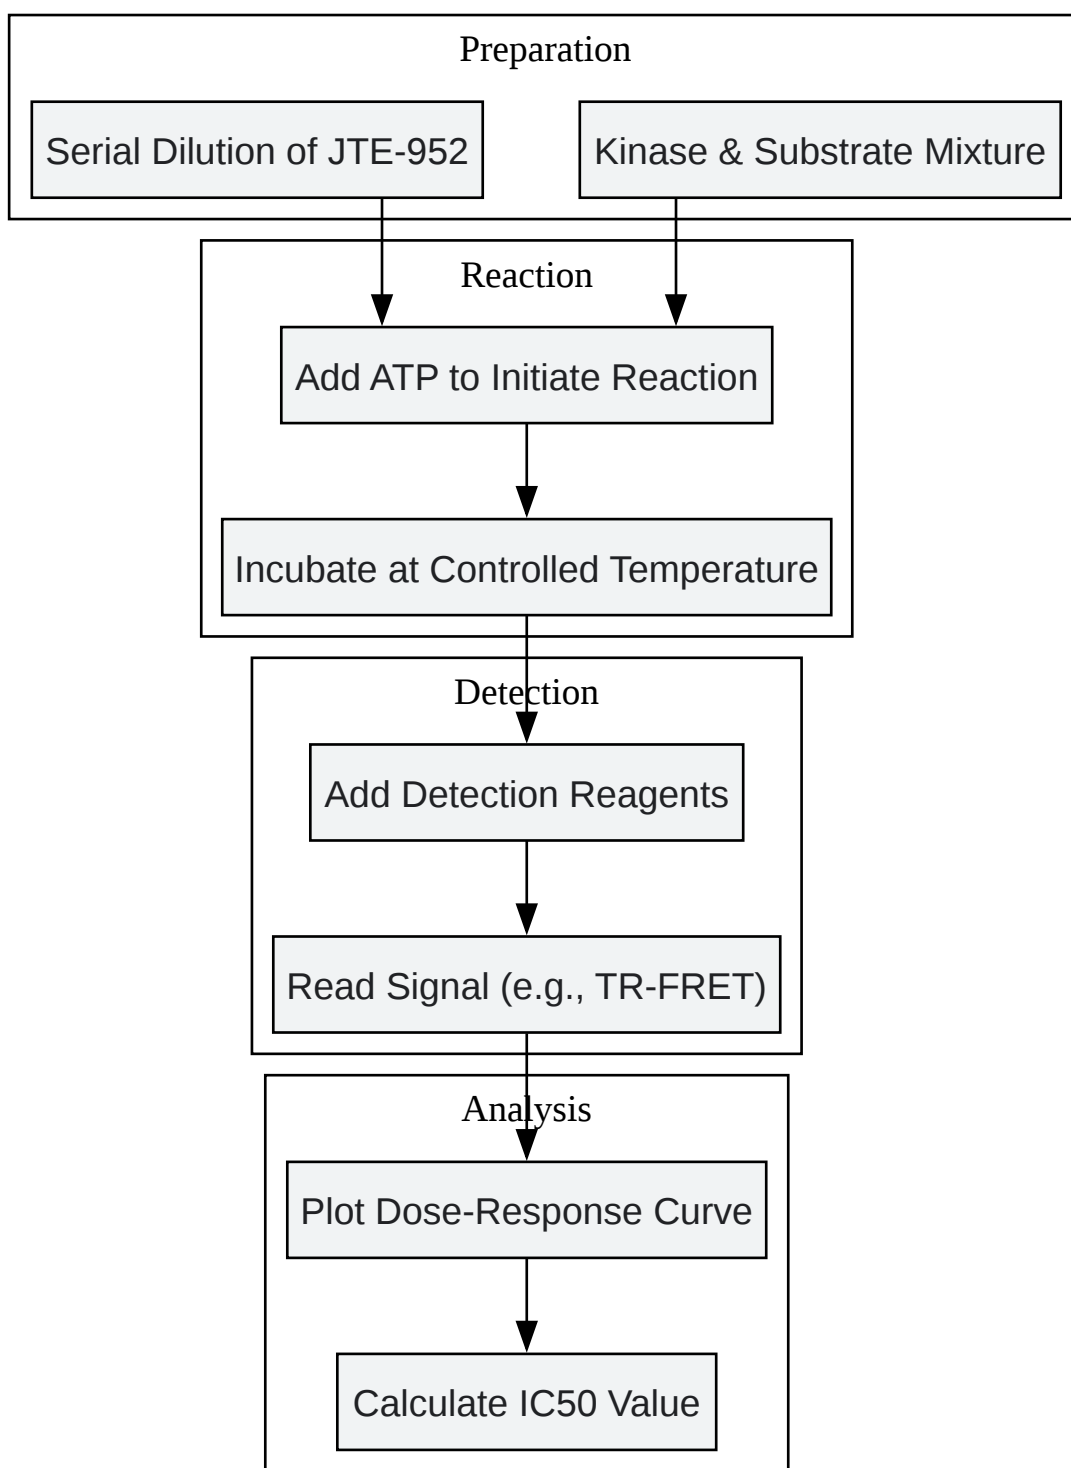 Preparation
Serial Dilution of JTE-952
Kinase & Substrate Mixture
Reaction
Add ATP to Initiate Reaction
Incubate at Controlled Temperature
Detection
Add Detection Reagents
Read Signal (e.g., TR-FRET)
Analysis
Plot Dose-Response Curve
Calculate IC50 Value